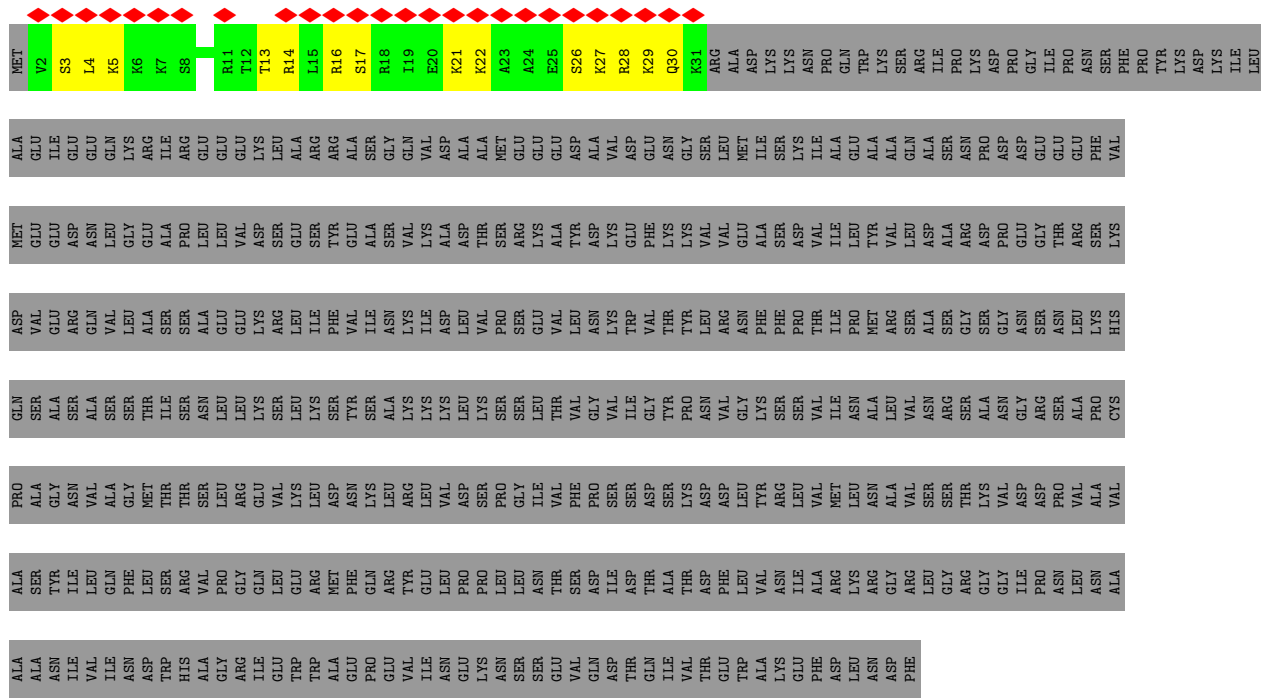 MET V2 S3 L4 K5 K6 K7 S8 R11 T12 T13 R14 L15 R16 S17 R18 I19 E20 K21 K22 A23 A24 E25 S26 K27 R28 K29 Q30 K31 ARG ALA ASP LYS LYS ASN PRO GLN TRP LYS SER ARG ILE PRO LYS ASP PRO GLY ILE PRO ASN SER PHE PRO TYR LYS ASP LYS ILE LEU
ALA GLU ILE GLU GLU GLN LYS ARG ILE ARG GLU GLU GLU LYS LEU ALA ARG ARG ALA SER GLY GLN VAL ASP ALA ALA MET GLU GLU GLU ASP ALA VAL ASP GLU ASN GLY SER LEU MET ILE SER LYS ILE ALA GLU ALA ALA GLN ALA SER ASN PRO ASP ASP GLU GLU GLU PHE VAL
MET GLU GLU ASP ASN LEU GLY GLU ALA PRO LEU LEU VAL ASP SER GLU SER TYR GLU ALA SER VAL LYS ALA ASP THR SER ARG LYS ALA TYR ASP LYS GLU PHE LYS LYS VAL VAL GLU ALA SER ASP VAL ILE LEU TYR VAL LEU ASP ALA ARG ASP PRO GLU GLY THR ARG SER LYS
ASP VAL GLU ARG GLN VAL LEU ALA SER SER ALA GLU GLU LYS ARG LEU ILE PHE VAL ILE ASN LYS ILE ASP LEU VAL PRO SER GLU VAL LEU ASN LYS TRP VAL THR TYR LEU ARG ASN PHE PHE PRO THR ILE PRO MET ARG SER ALA SER GLY SER GLY ASN SER ASN LEU LYS HIS
GLN SER ALA SER ALA SER SER THR ILE SER ASN LEU LEU LYS SER LEU LYS SER TYR SER ALA LYS LYS LYS LEU LYS SER SER LEU THR VAL GLY VAL ILE GLY TYR PRO ASN VAL GLY LYS SER SER VAL ILE ASN ALA LEU VAL ASN ARG SER ALA ASN GLY ARG SER ALA PRO CYS
PRO ALA GLY ASN VAL ALA GLY MET THR THR SER LEU ARG GLU VAL LYS LEU ASP ASN LYS LEU ARG LEU VAL ASP SER PRO GLY ILE VAL PHE PRO SER SER ASP SER LYS ASP ASP LEU TYR ARG LEU VAL MET LEU ASN ALA VAL SER SER THR LYS VAL ASP ASP PRO VAL ALA VAL
ALA SER TYR ILE LEU GLN PHE LEU SER ARG VAL PRO GLY GLN LEU GLU ARG MET PHE GLN ARG TYR GLU LEU PRO PRO LEU LEU ASN THR SER ASP ILE ASP THR ALA THR ASP PHE LEU VAL ASN ILE ALA ARG LYS ARG GLY ARG LEU GLY ARG GLY GLY ILE PRO ASN LEU ASN ALA
ALA ALA ASN ILE VAL ILE ASN ASP TRP HIS ALA GLY ARG ILE GLU TRP TRP ALA GLU PRO GLU VAL ILE ASN GLU LYS ASN SER SER GLU VAL GLN ASP THR GLN ILE VAL THR GLU TRP ALA LYS GLU PHE ASP LEU ASN ASP PHE